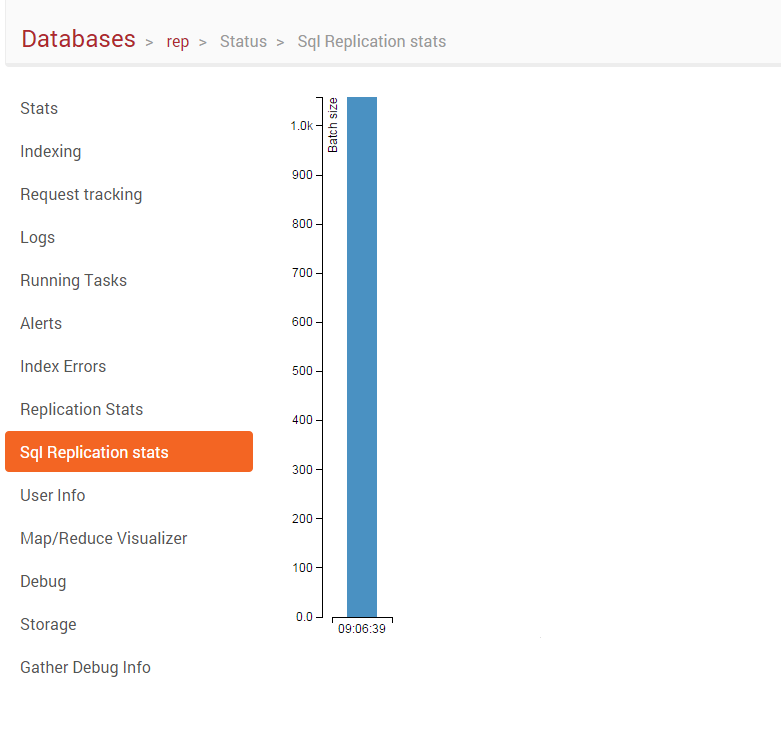 Databases > rep > Status > Sql Replication stats
Stats
Indexing
Request tracking
Logs
Running Tasks
Alerts
Index Errors
Replication Stats
Sql Replication stats
User Info
Map/Reduce Visualizer
Debug
Storage
Gather Debug Info
Batch size
1.0k
900
800
700
600
500
400
300
200
100
0.0
09:06:39